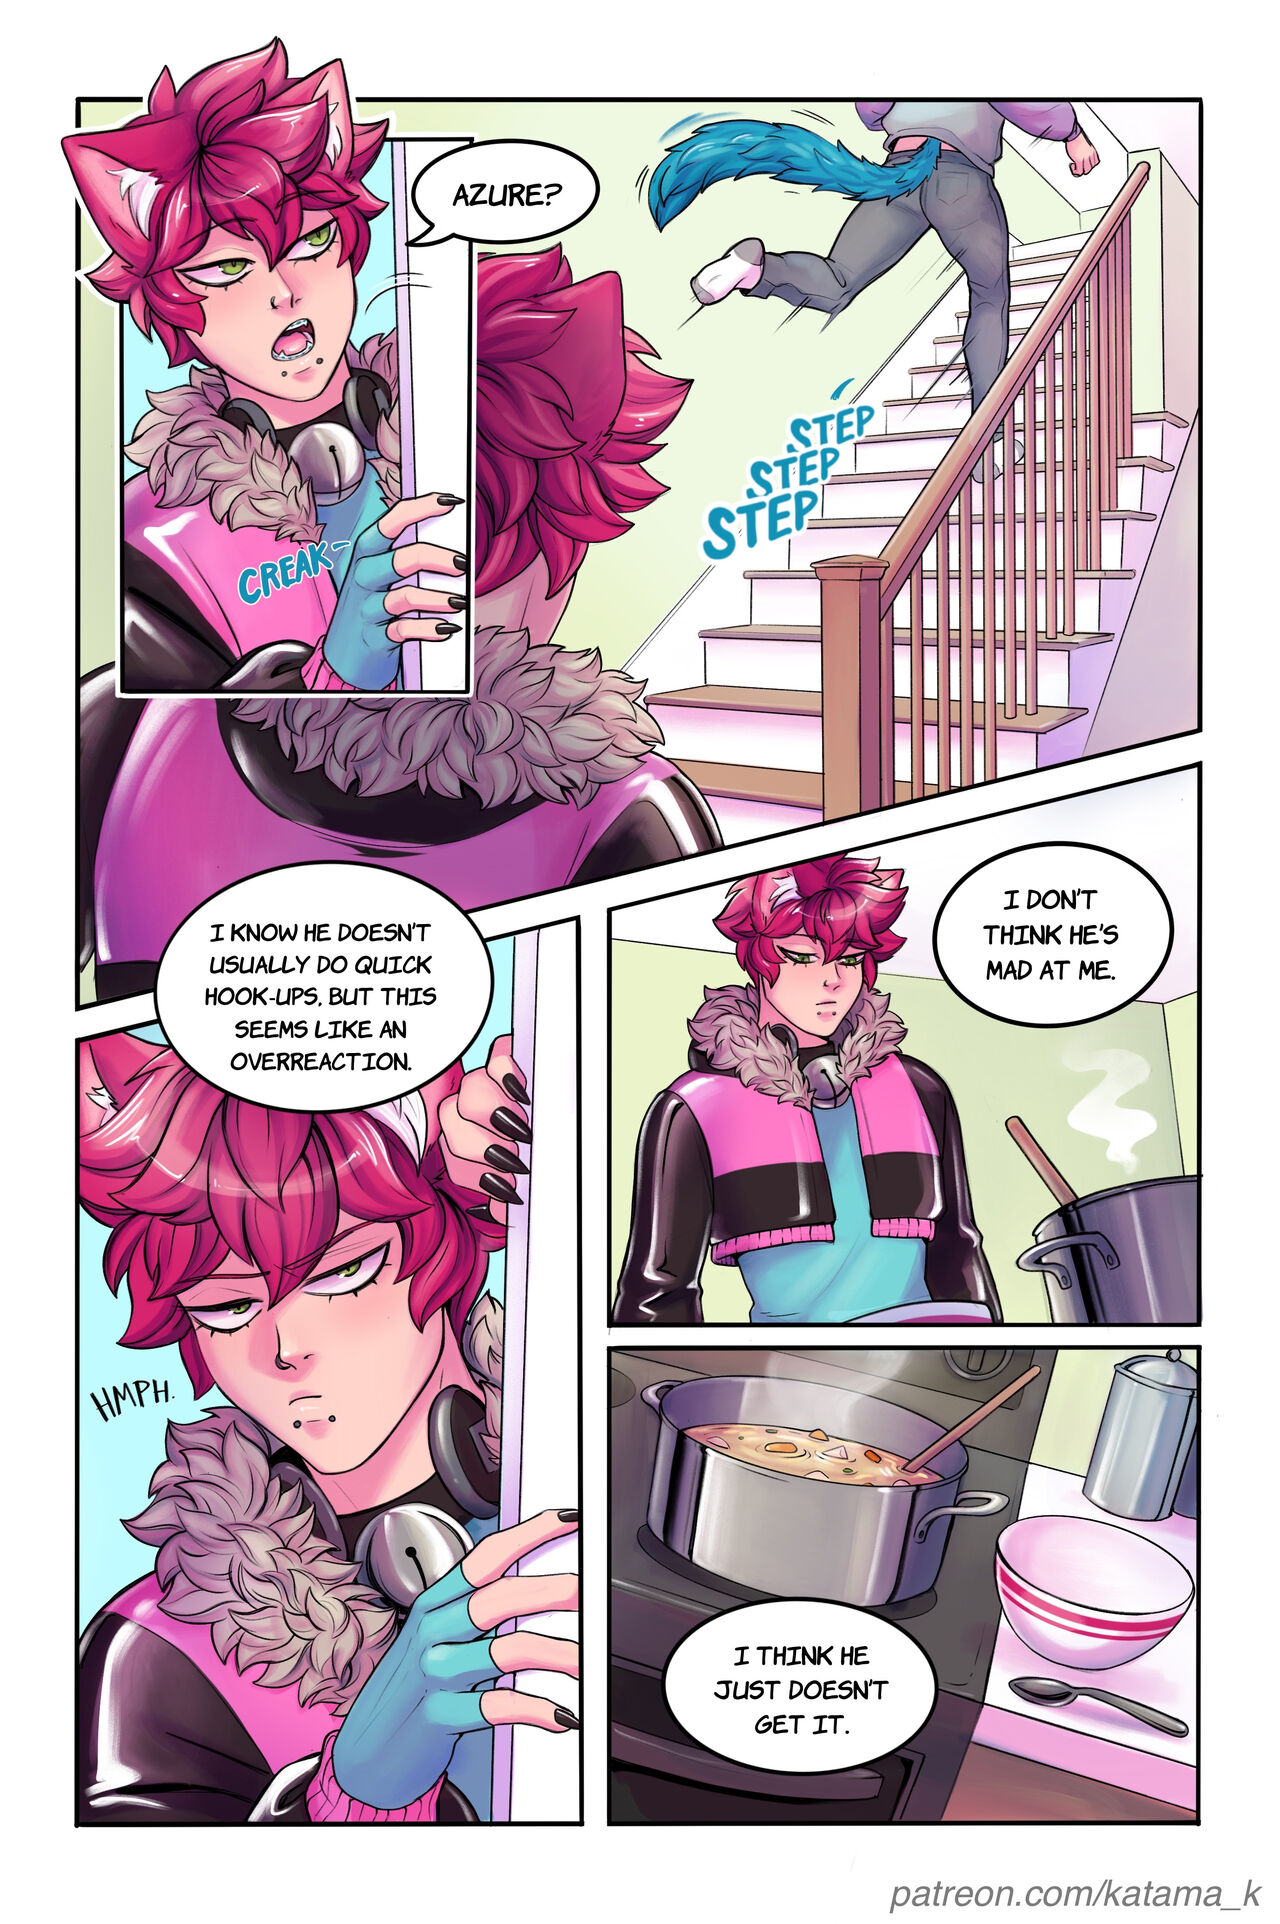 AZURE?
CREAK-
STEP
STEP
STEP
I KNOW HE DOESN'T
USUALLY DO QUICK
HOOK-UPS, BUT THIS
SEEMS LIKE AN
OVERREACTION.
HMPH.
I DON'T
THINK HE'S
MAD AT ME.
I THINK HE
JUST DOESN'T
GET IT.
patreon.com/katama_k